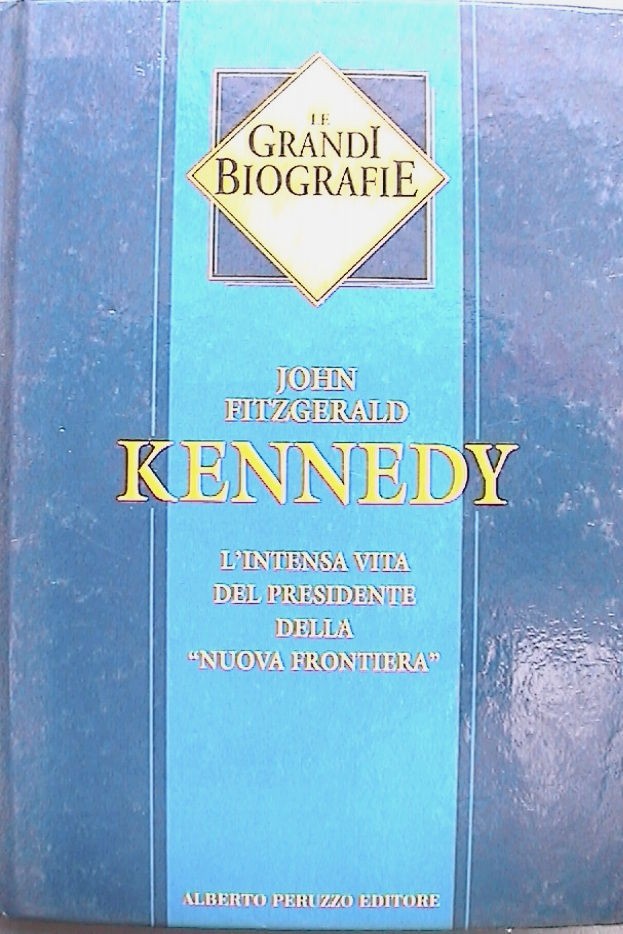 LE
GRANDI
BIOGRAFIE
JOHN
FITZGERALD
KENNEDY
L'INTENSA VITA
DEL PRESIDENTE
DELLA
“NUOVA FRONTIERA”
ALBERTO PERUZZO EDITORE